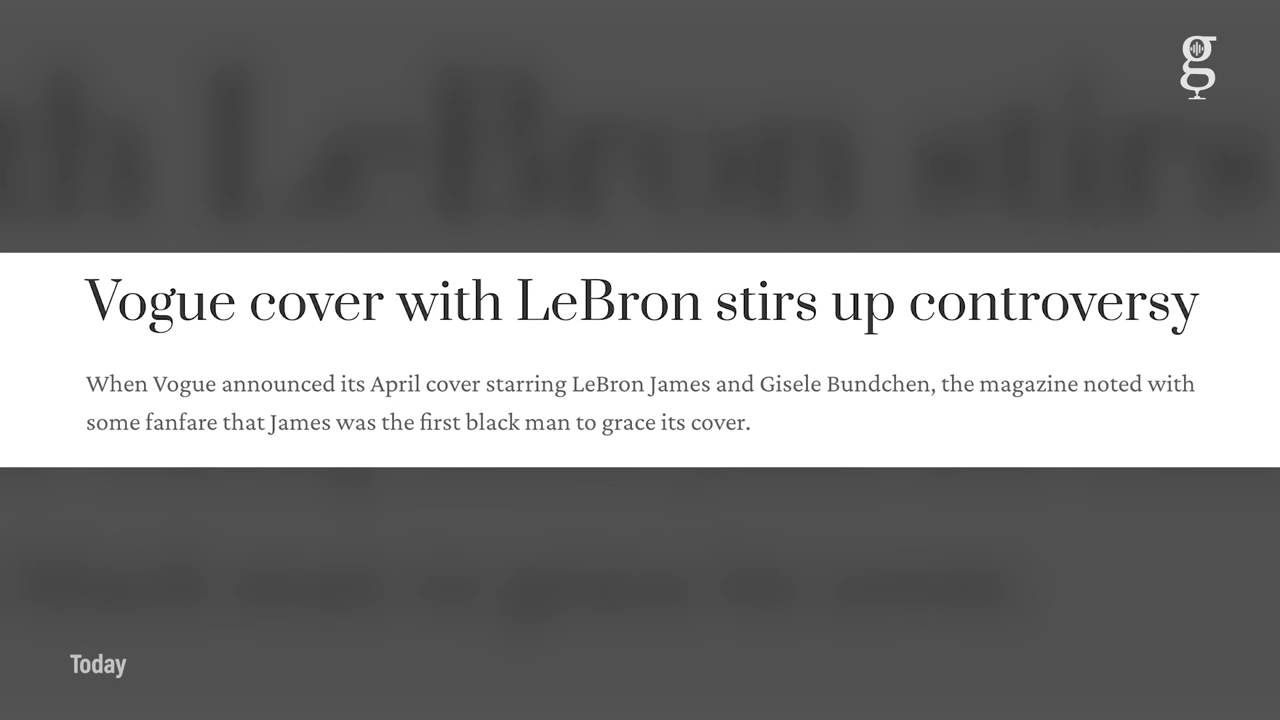 g
Vogue cover with LeBron stirs up controversy
When Vogue announced its April cover starring LeBron James and Gisele Bundchen, the magazine noted with
some fanfare that James was the first black man to grace its cover.
Today